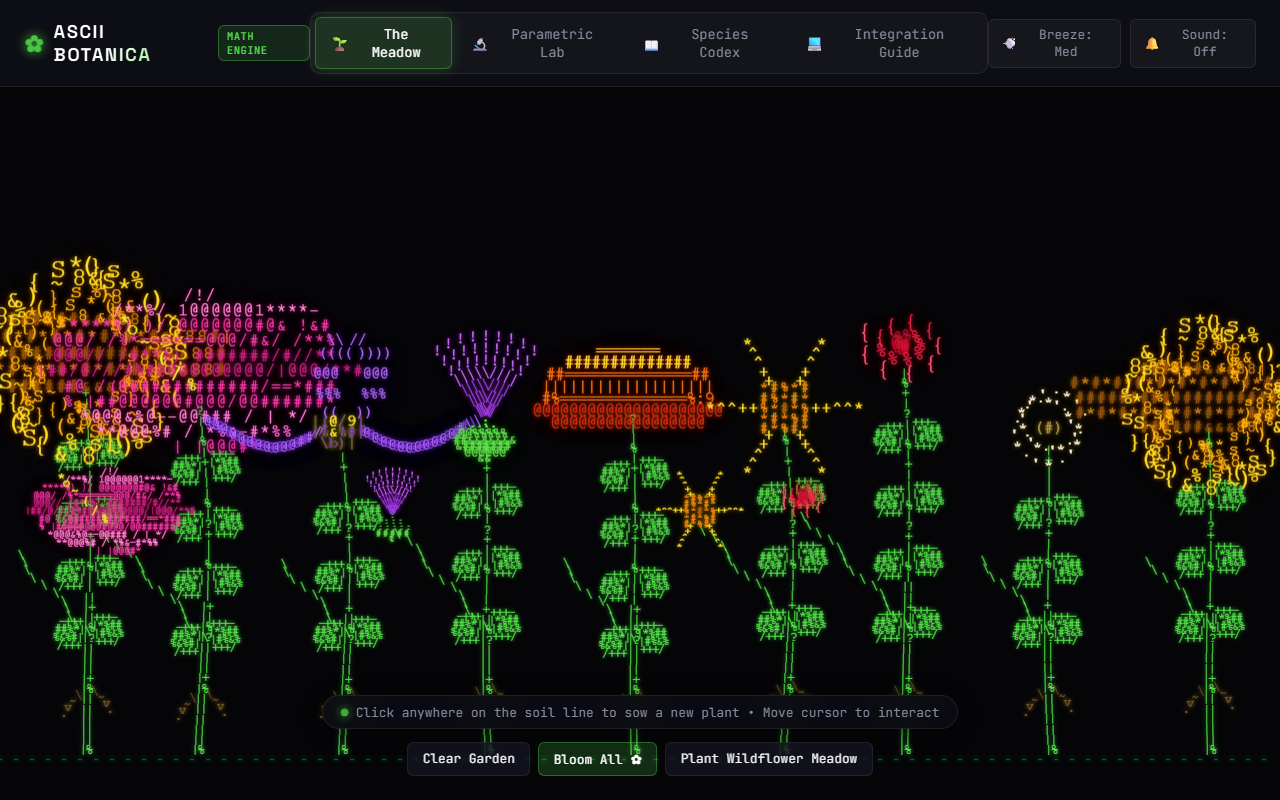 ASCII
BOTANICA
MATH
ENGINE
The
Meadow
Parametric
Lab
Species
Codex
Integration
Guide
Breeze:
Med
Sound:
Off
Click anywhere on the soil line to sow a new plant • Move cursor to interact
Clear Garden
Bloom All ✿
Plant Wildflower Meadow